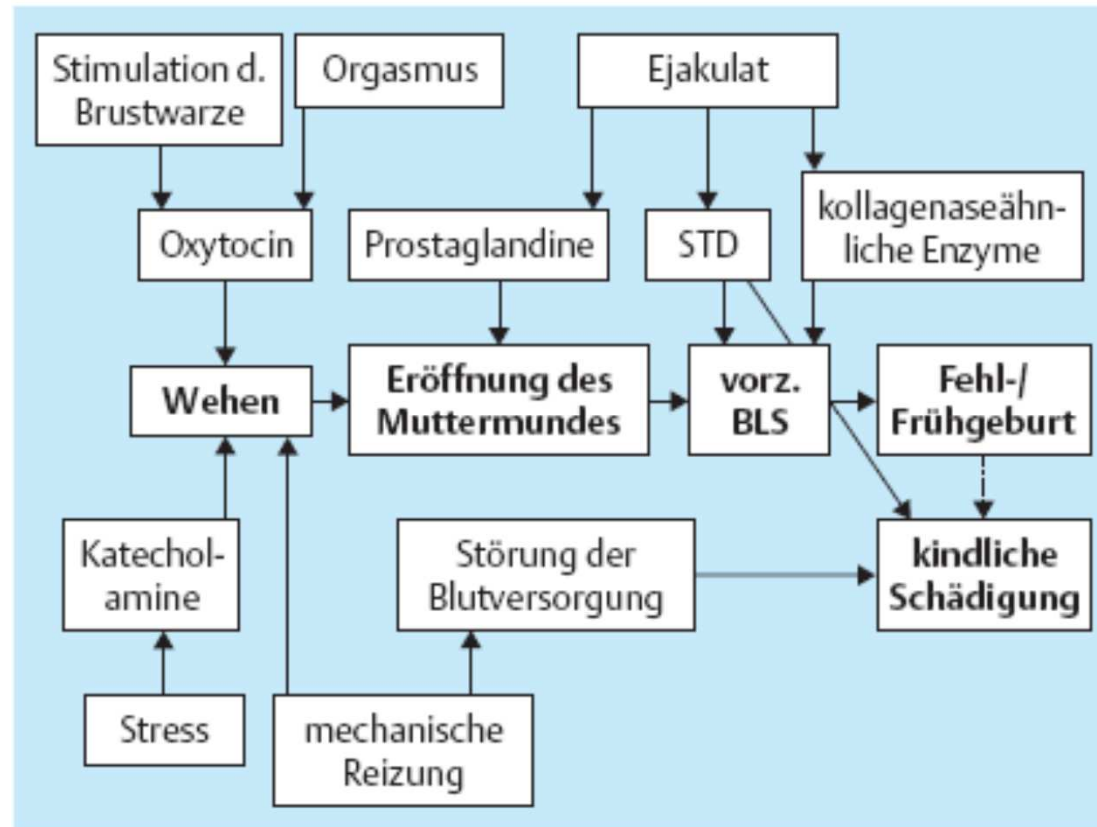 Stimulation d.
Brustwarze
Orgasmus
Ejakulat
Oxytocin
Prostaglandine
STD
kollagenaseähn-
liche Enzyme
Wehen
Eröffnung des
Muttermundes
vorz.
BLS
Fehl-/
Frühgeburt
Katechol-
amine
Störung der
Blutversorgung
kindliche
Schädigung
Stress
mechanische
Reizung